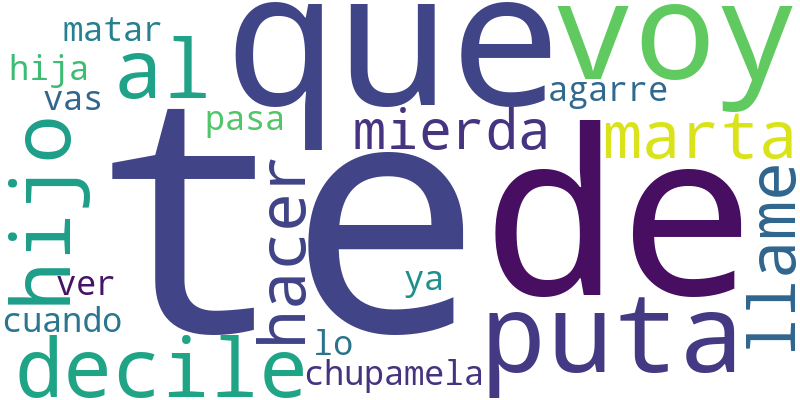 matar
que
voy
hija
al
vas
agarre
pasa
mierda
marta
te
de
hijo
hacer
llame
ver
ya
cuando
lo
puta
decile
chupamela